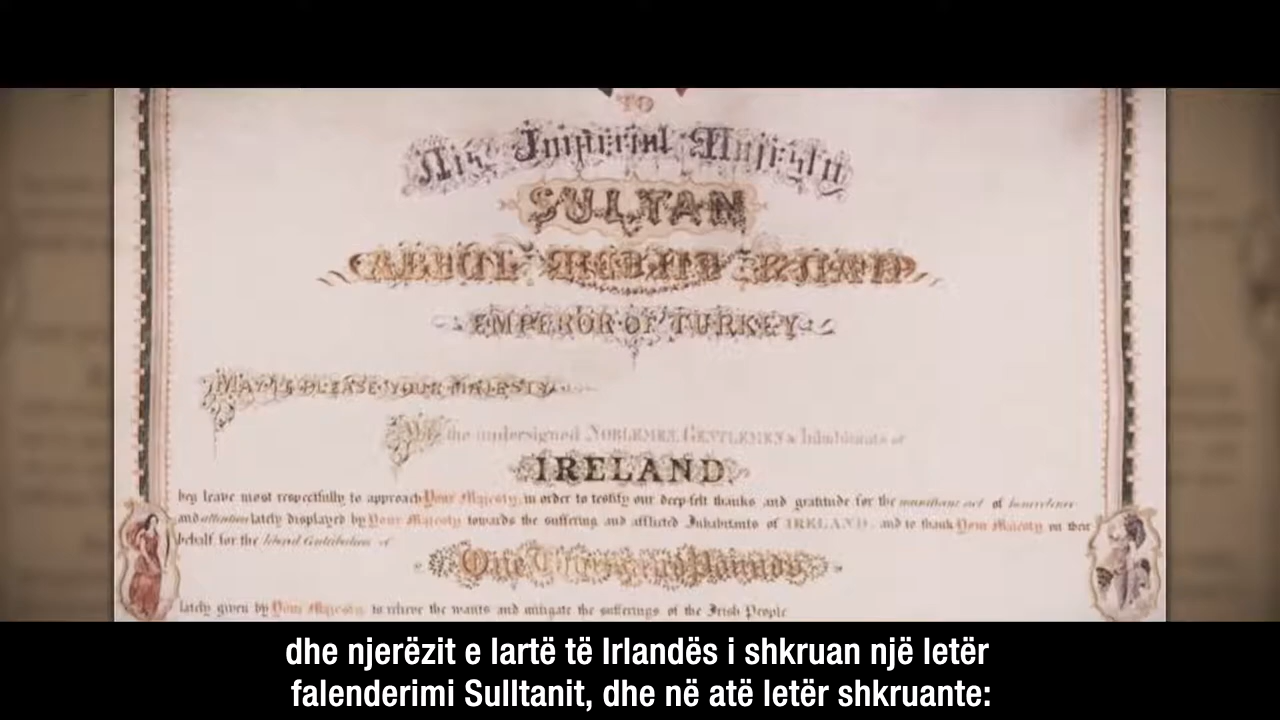 TO
His Imperial Majesty
SULTAN
ABDUL MEDJID KHAN
EMPEROR OF TURKEY
MAY IT PLEASE YOUR MAJESTY
We the undersigned NOBLEMEN, GENTLEMEN & Inhabitants of
IRELAND
beg leave most respectfully to approach Your Majesty, in order to testify our deep-felt thanks and gratitude for the munificent act of benevolence
and attention lately displayed by Your Majesty towards the suffering and afflicted Inhabitants of IRELAND, and to thank Your Majesty on their
behalf for the liberal Contribution of
One Thousand Pounds
lately given by Your Majesty, to relieve the wants and mitigate the sufferings of the Irish People
dhe njerëzit e lartë të Irlandës i shkruan një letër
falenderimi Sulltanit, dhe në atë letër shkruante: